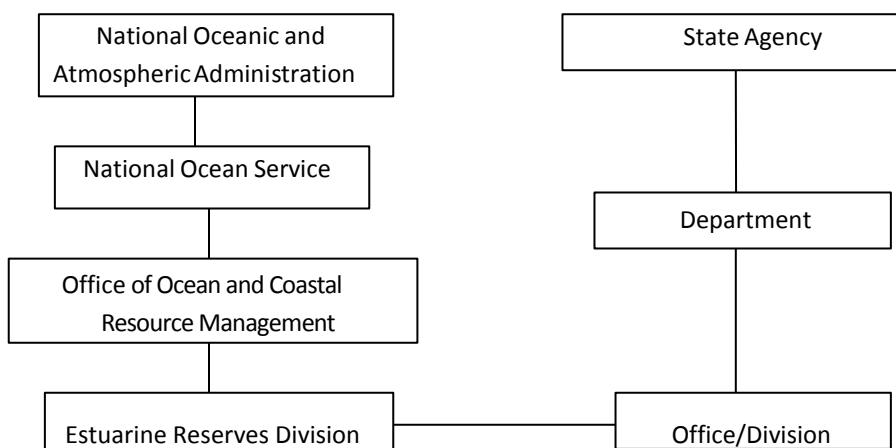 National Oceanic and
Atmospheric Administration
State Agency
National Ocean Service
Department
Office of Ocean and Coastal
Resource Management
Estuarine Reserves Division
Office/Division